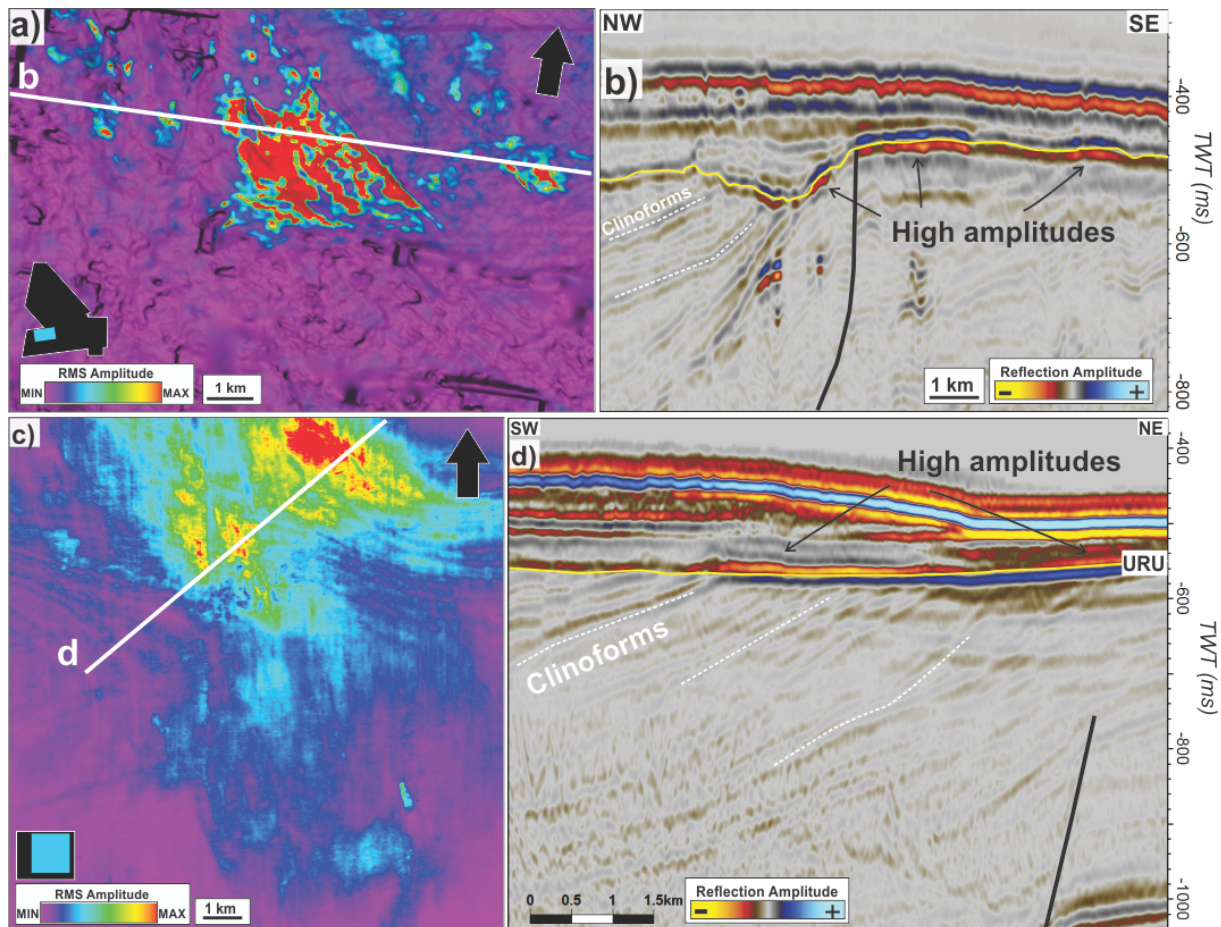 a)
b
RMS Amplitude
MIN MAX
1 km
NW SE
b)
Clinoforms
High amplitudes
-400
-600
-800
TWT (ms)
1 km
Reflection Amplitude
- +
c)
d
RMS Amplitude
MIN MAX
1 km
SW NE
d)
High amplitudes
URU
Clinoforms
-400
-600
-800
-1000
TWT (ms)
0 0.5 1 1.5km
Reflection Amplitude
- +